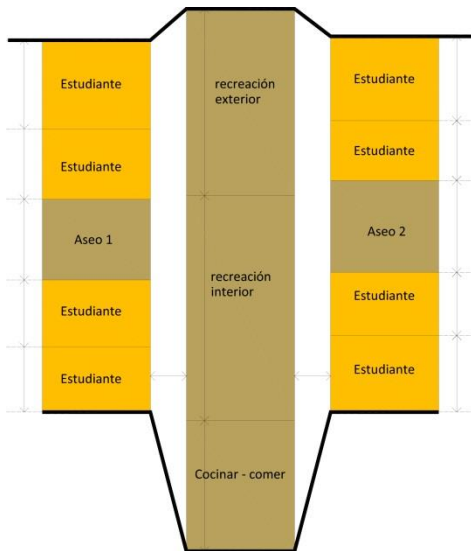 Estudiante
Estudiante
Aseo 1
Estudiante
Estudiante
recreación
exterior
recreación
interior
Cocinar - comer
Estudiante
Estudiante
Aseo 2
Estudiante
Estudiante